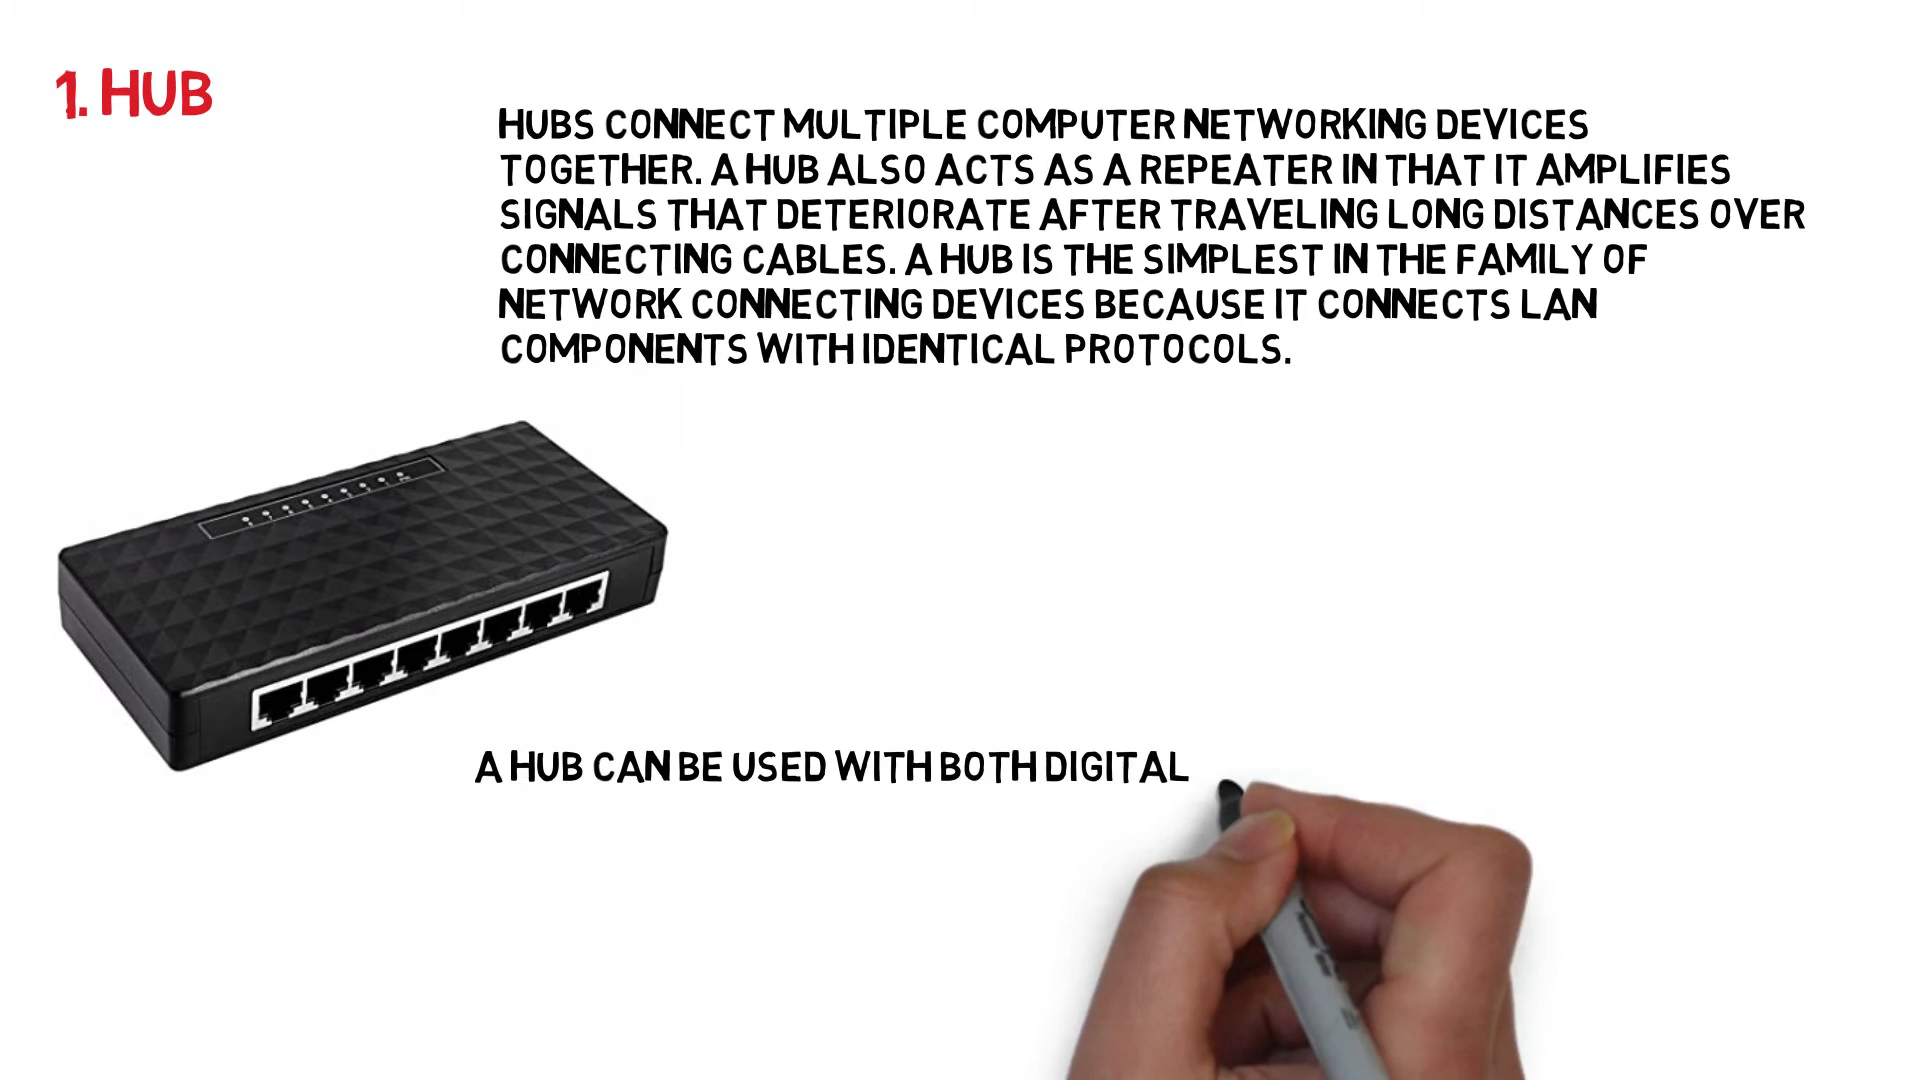 1. HUB
HUBS CONNECT MULTIPLE COMPUTER NETWORKING DEVICES
TOGETHER. A HUB ALSO ACTS AS A REPEATER IN THAT IT AMPLIFIES
SIGNALS THAT DETERIORATE AFTER TRAVELING LONG DISTANCES OVER
CONNECTING CABLES. A HUB IS THE SIMPLEST IN THE FAMILY OF
NETWORK CONNECTING DEVICES BECAUSE IT CONNECTS LAN
COMPONENTS WITH IDENTICAL PROTOCOLS.
A HUB CAN BE USED WITH BOTH DIGITAL